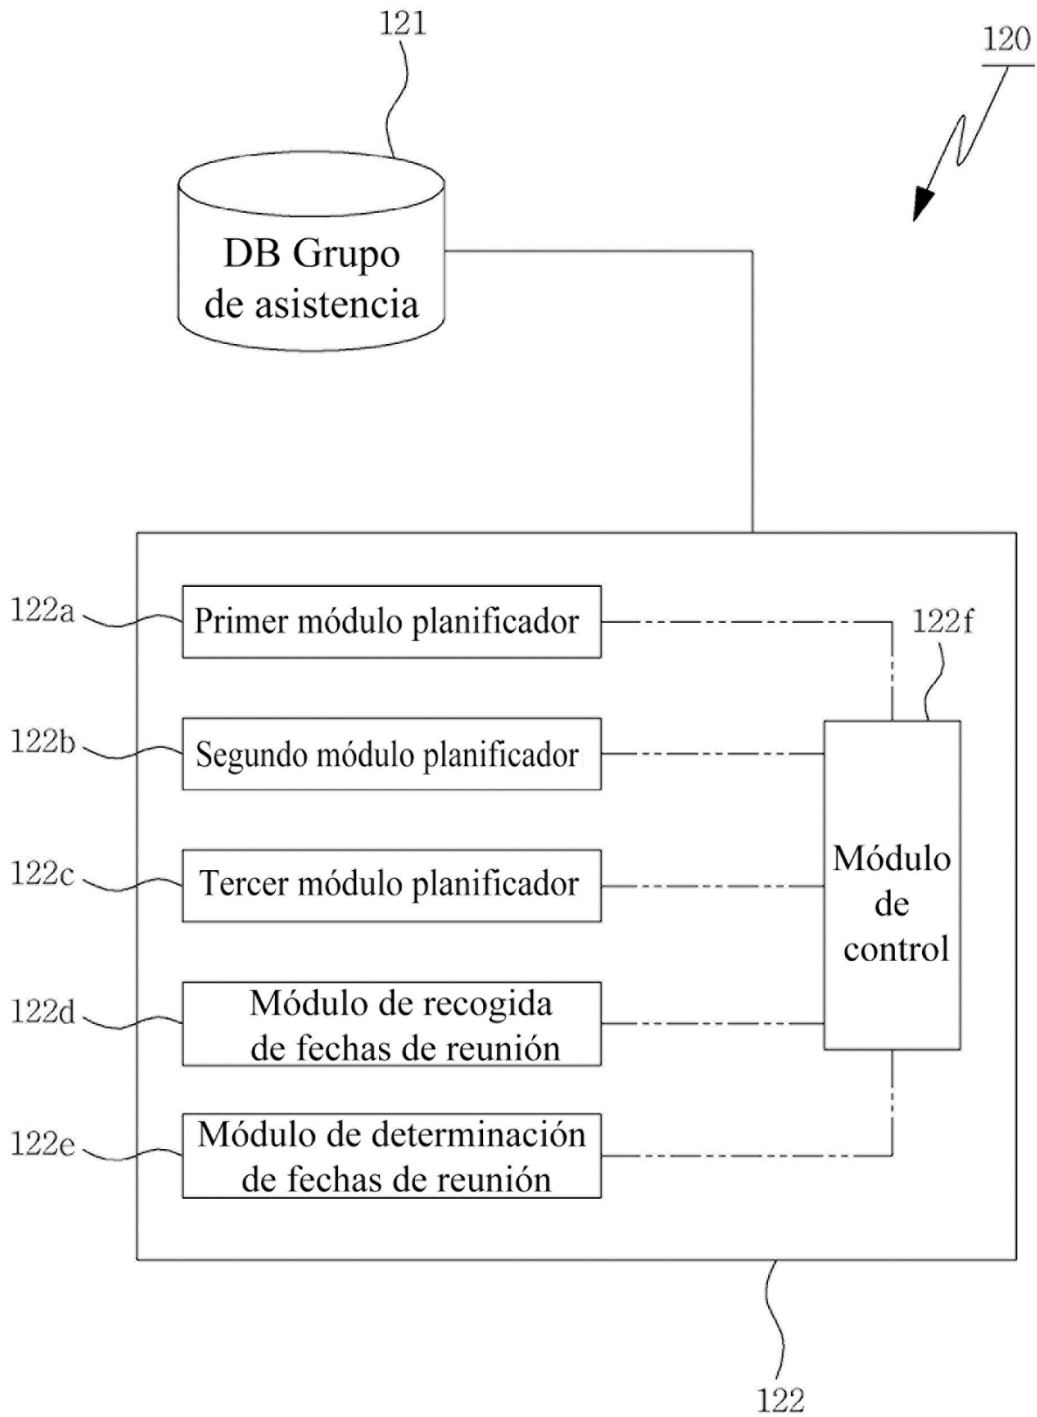 121
120
DB Grupo
de asistencia
122a
Primer módulo planificador
122f
122b
Segundo módulo planificador
122c
Tercer módulo planificador
Módulo
de
control
122d
Módulo de recogida
de fechas de reunión
122e
Módulo de determinación
de fechas de reunión
122